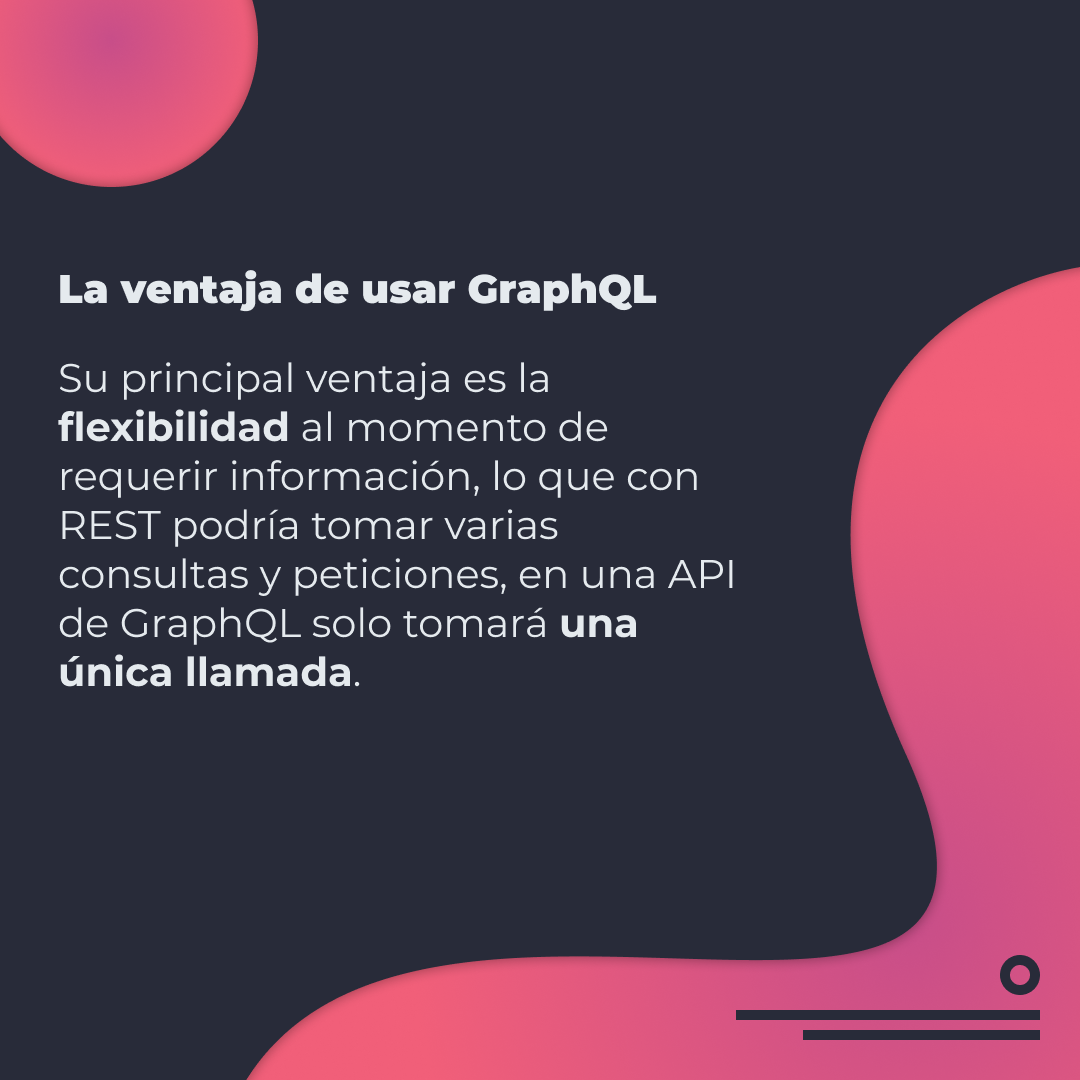 La ventaja de usar GraphQL
Su principal ventaja es la
flexibilidad al momento de
requerir información, lo que con
REST podría tomar varias
consultas y peticiones, en una API
de GraphQL solo tomará una
única llamada.